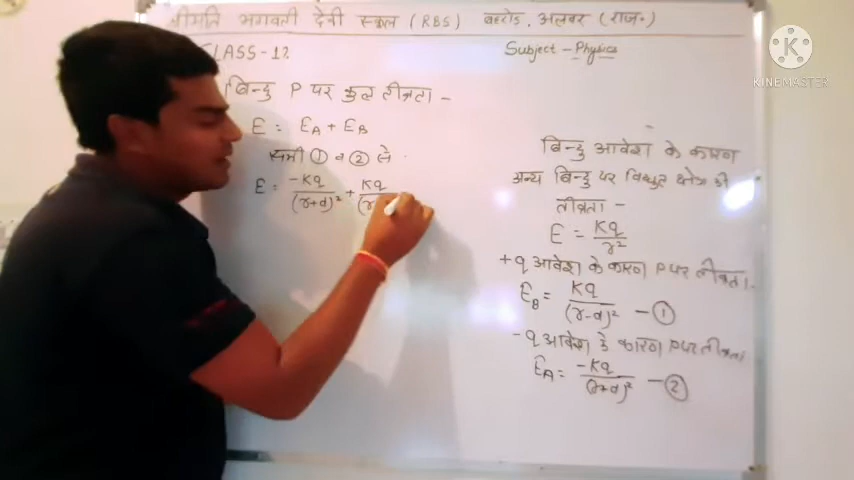 श्रीमति भगवती देवी स्कूल (RBS) बहरोड, अलवर (राज०)
CLASS-12
Subject - Physics
KINEMASTER
बिन्दु P पर कुल तीव्रता -
E = E_A + E_B
समी ① व ② से
E = -Kq/(r+a)² + Kq/(r
बिन्दु आवेश के कारण
अन्य बिन्दु पर विद्युत क्षेत्र की
तीव्रता -
E = Kq/r²
+q आवेश के कारण P पर तीव्रता -
E_B = Kq/(r-a)² - ①
-q आवेश के कारण P पर तीव्रता
E_A = -Kq/(r+a)² - ②